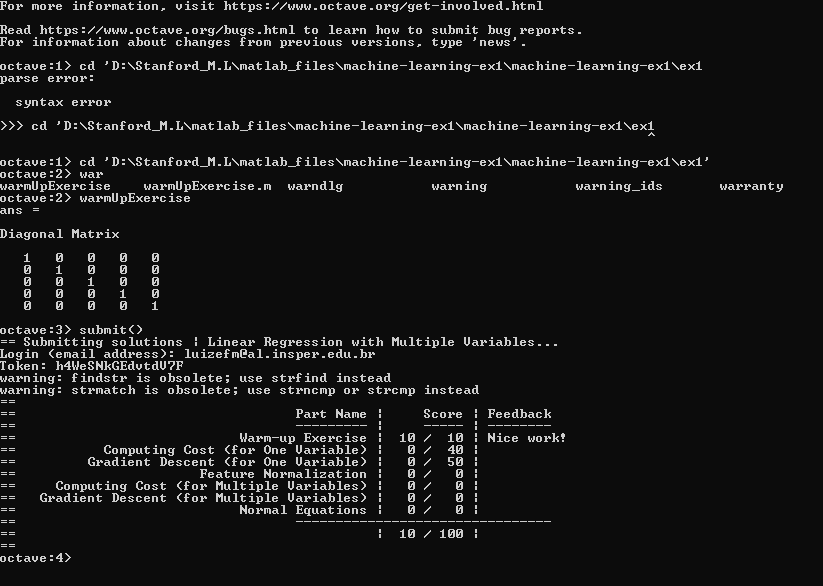 For more information, visit https://www.octave.org/get-involved.html
Read https://www.octave.org/bugs.html to learn how to submit bug reports.
For information about changes from previous versions, type 'news'.
octave:1> cd 'D:\Stanford_M.L\matlab_files\machine-learning-ex1\machine-learning-ex1\ex1
parse error:
syntax error
>>> cd 'D:\Stanford_M.L\matlab_files\machine-learning-ex1\machine-learning-ex1\ex1
^
octave:1> cd 'D:\Stanford_M.L\matlab_files\machine-learning-ex1\machine-learning-ex1\ex1'
octave:2> war
warmUpExercise    warmUpExercise.m  warndlg           warning           warning_ids       warranty
octave:2> warmUpExercise
ans =
Diagonal Matrix
1   0   0   0   0
0   1   0   0   0
0   0   1   0   0
0   0   0   1   0
0   0   0   0   1
octave:3> submit()
== Submitting solutions | Linear Regression with Multiple Variables...
Login (email address): luizefm@al.insper.edu.br
Token: h4WeSNkGEdvtdV7F
warning: findstr is obsolete; use strfind instead
warning: strmatch is obsolete; use strncmp or strcmp instead
==
==                                   Part Name |     Score | Feedback
==                                   --------- |     ----- | --------
==                            Warm-up Exercise |  10 /  10 | Nice work!
==           Computing Cost (for One Variable) |   0 /  40 |
==         Gradient Descent (for One Variable) |   0 /  50 |
==                       Feature Normalization |   0 /   0 |
==     Computing Cost (for Multiple Variables) |   0 /   0 |
==   Gradient Descent (for Multiple Variables) |   0 /   0 |
==                            Normal Equations |   0 /   0 |
==                                   --------------------------------
==                                             |  10 / 100 |
==
octave:4>